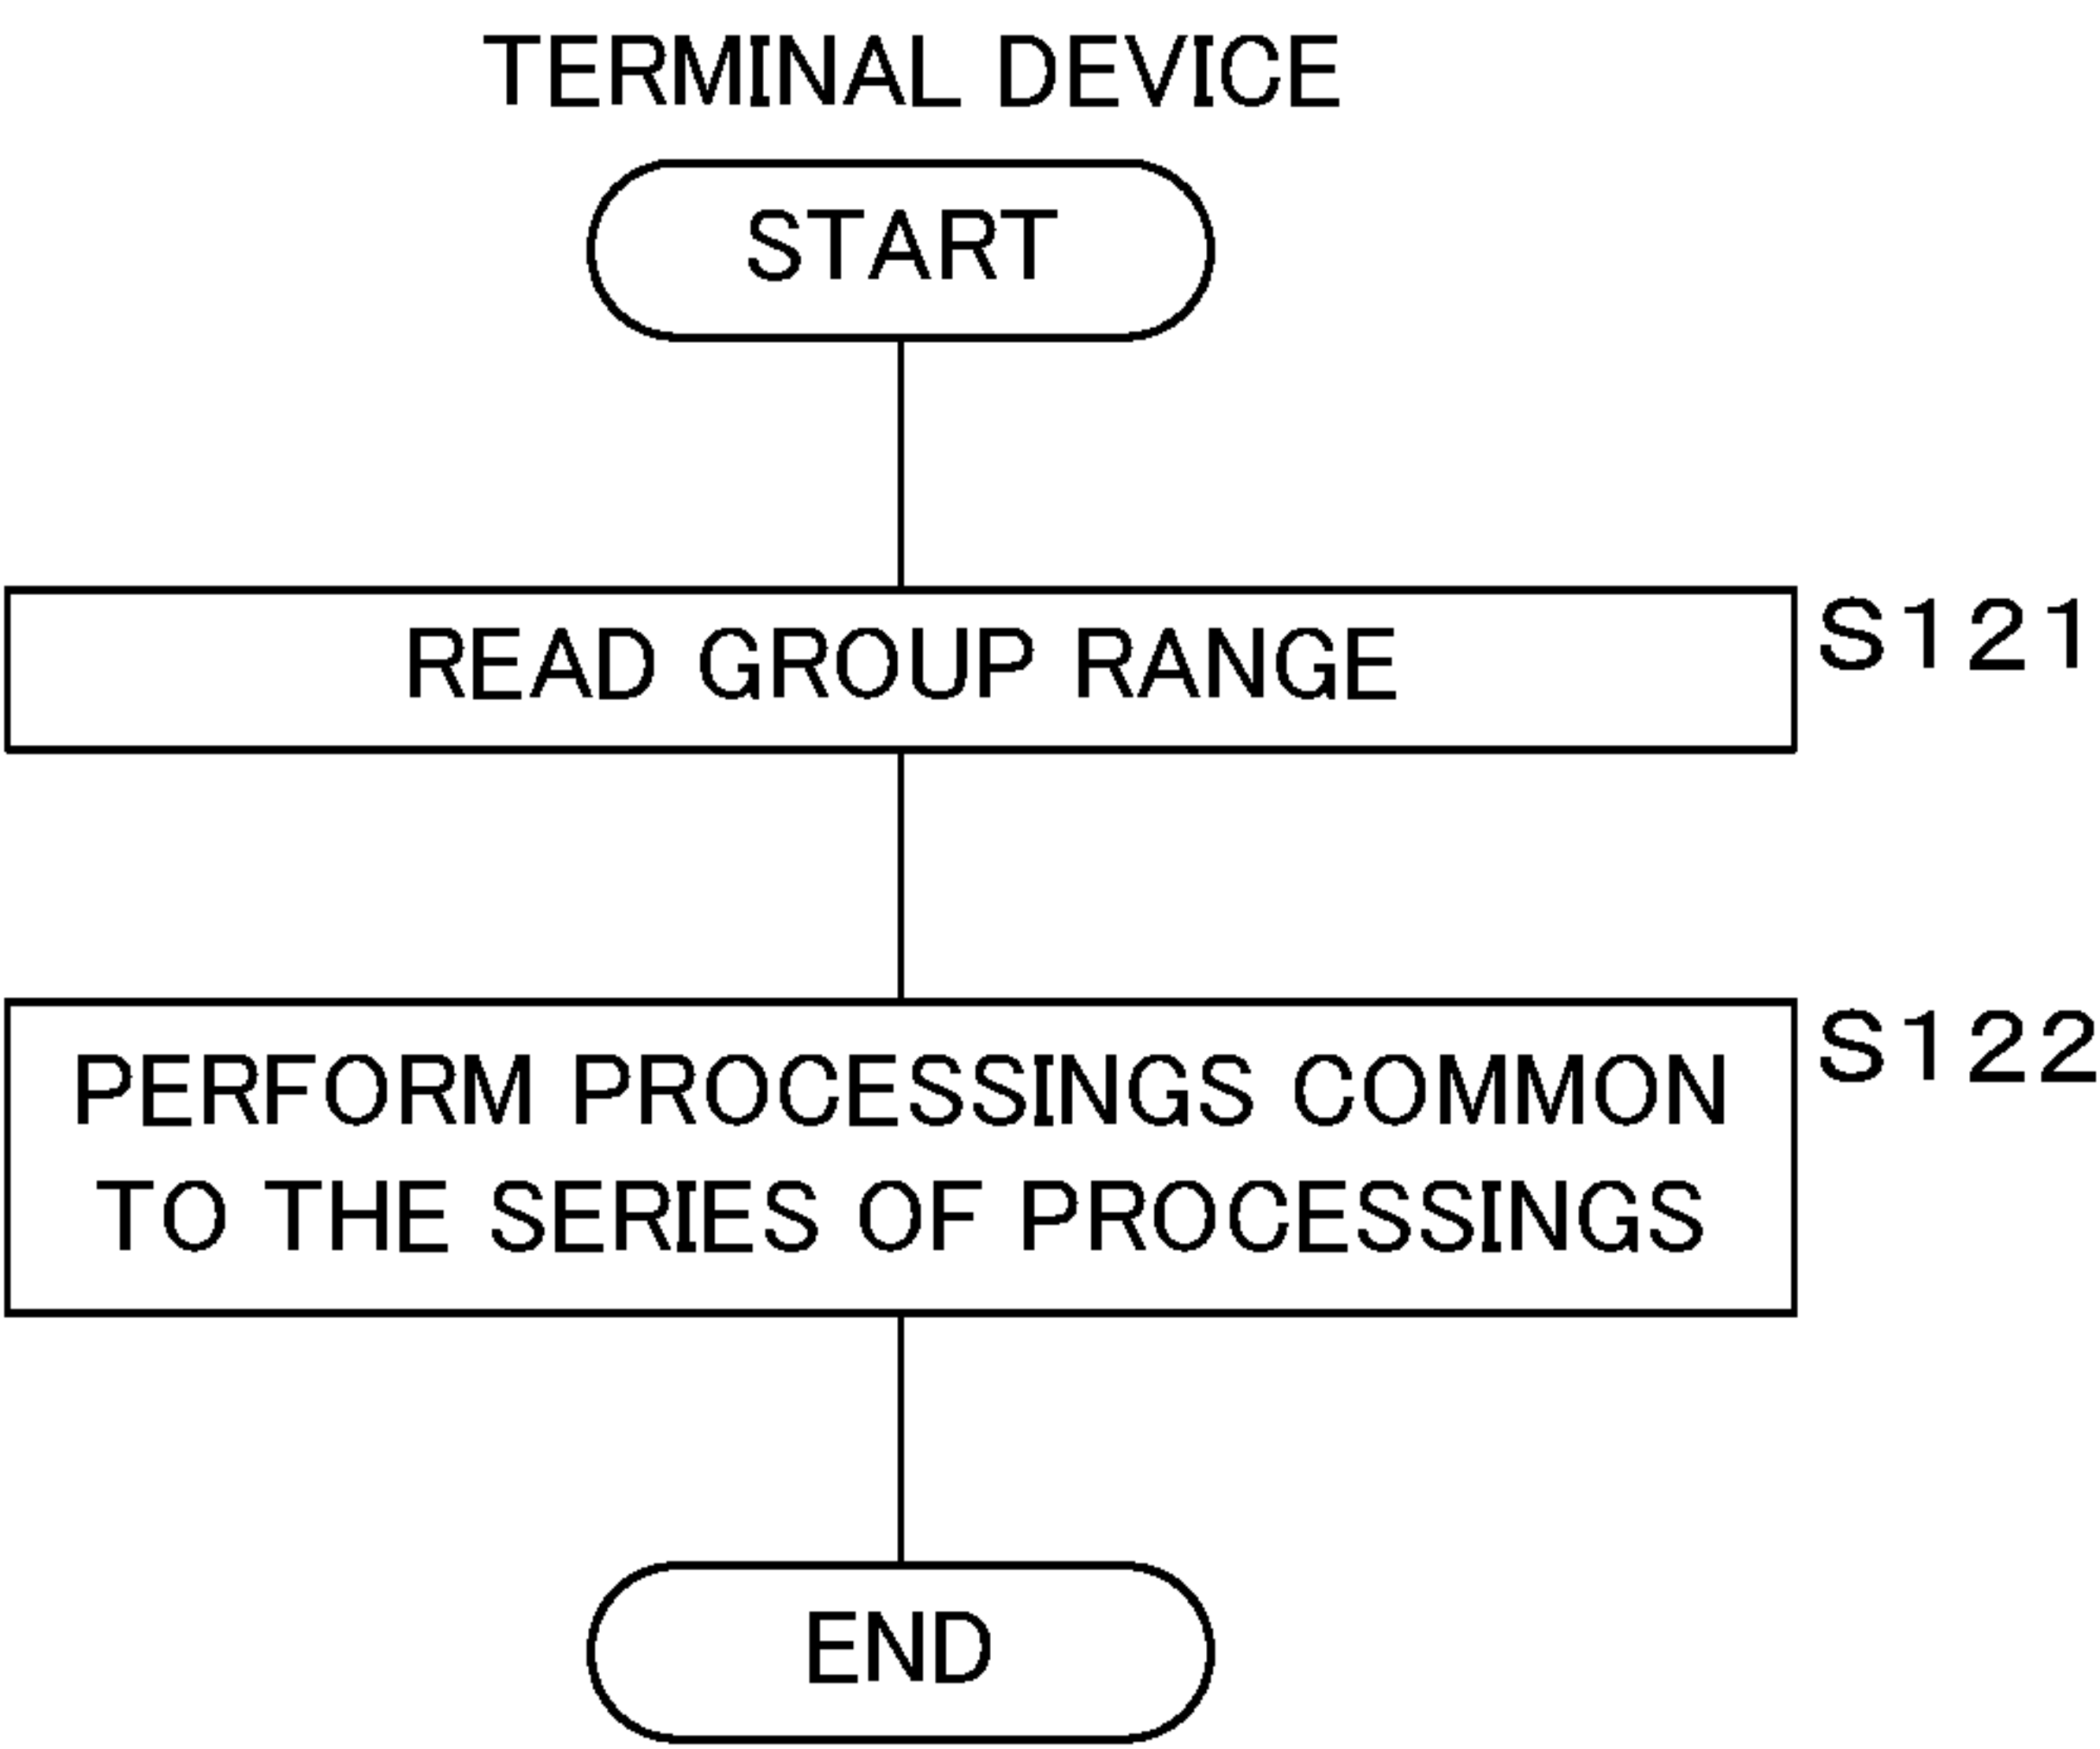 TERMINAL DEVICE
START
READ GROUP RANGE
S121
PERFORM PROCESSINGS COMMON
S122
TO THE SERIES OF PROCESSINGS
END